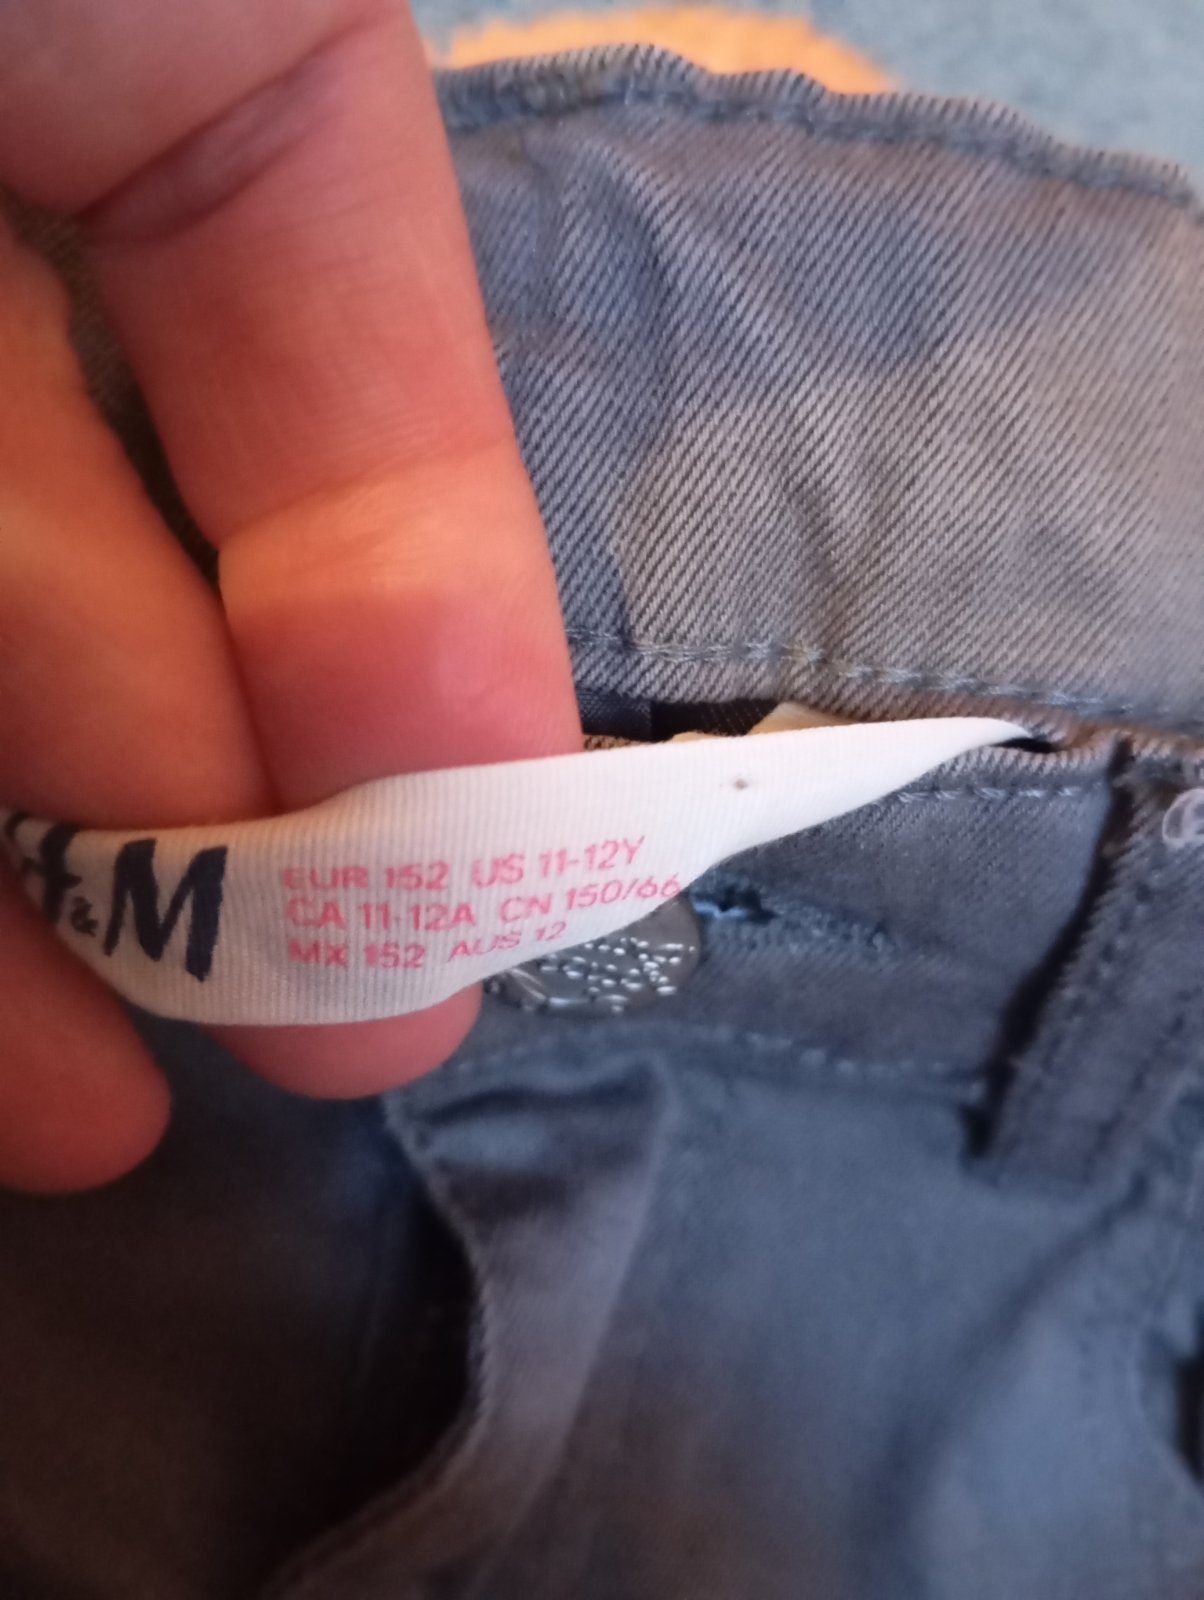 H&M
EUR 152 US 11-12Y
CA 11-12A CN 150/66
MX 152 AUS 12